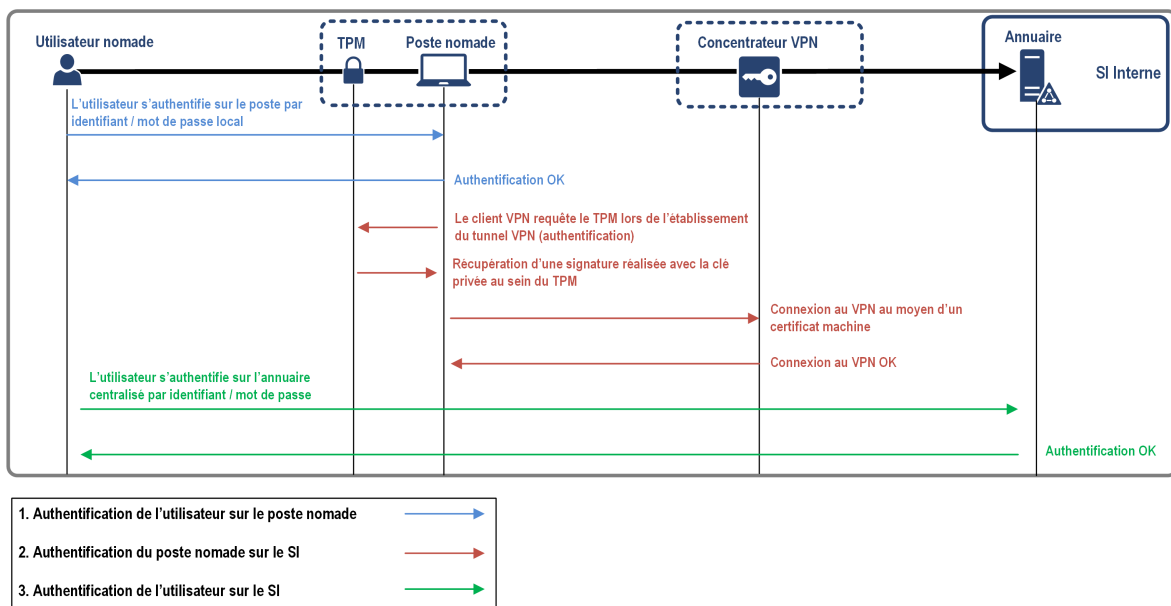 Utilisateur nomade
TPM
Poste nomade
Concentrateur VPN
Annuaire
SI Interne
L’utilisateur s’authentifie sur le poste par
identifiant / mot de passe local
Authentification OK
Le client VPN requête le TPM lors de l’établissement
du tunnel VPN (authentification)
Récupération d’une signature réalisée avec la clé
privée au sein du TPM
Connexion au VPN au moyen d’un
certificat machine
Connexion au VPN OK
L’utilisateur s’authentifie sur l’annuaire
centralisé par identifiant / mot de passe
Authentification OK
1. Authentification de l’utilisateur sur le poste nomade
2. Authentification du poste nomade sur le SI
3. Authentification de l’utilisateur sur le SI